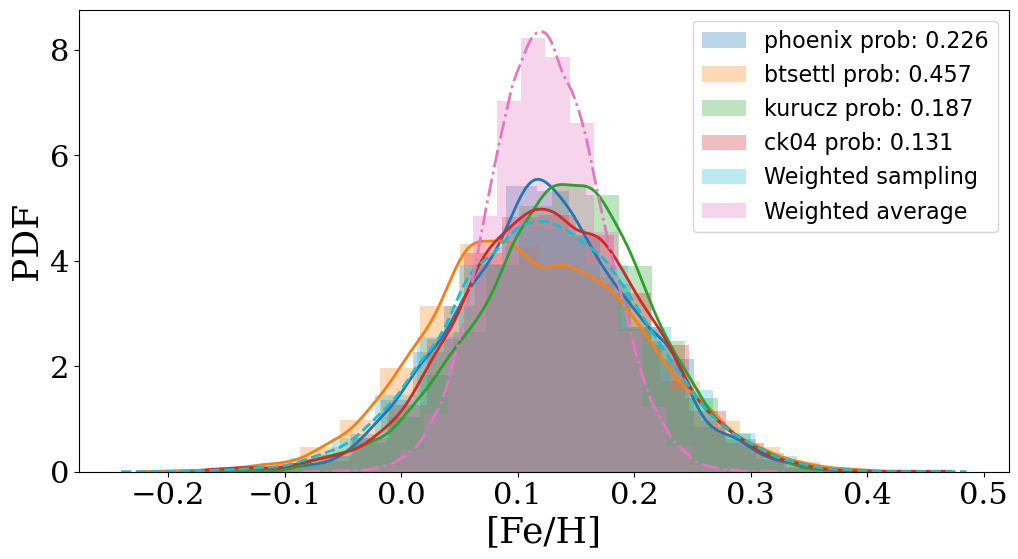 phoenix prob: 0.226
btsettl prob: 0.457
kurucz prob: 0.187
ck04 prob: 0.131
Weighted sampling
Weighted average
PDF
8
6
4
2
0
−0.2 −0.1 0.0 0.1 0.2 0.3 0.4 0.5
[Fe/H]